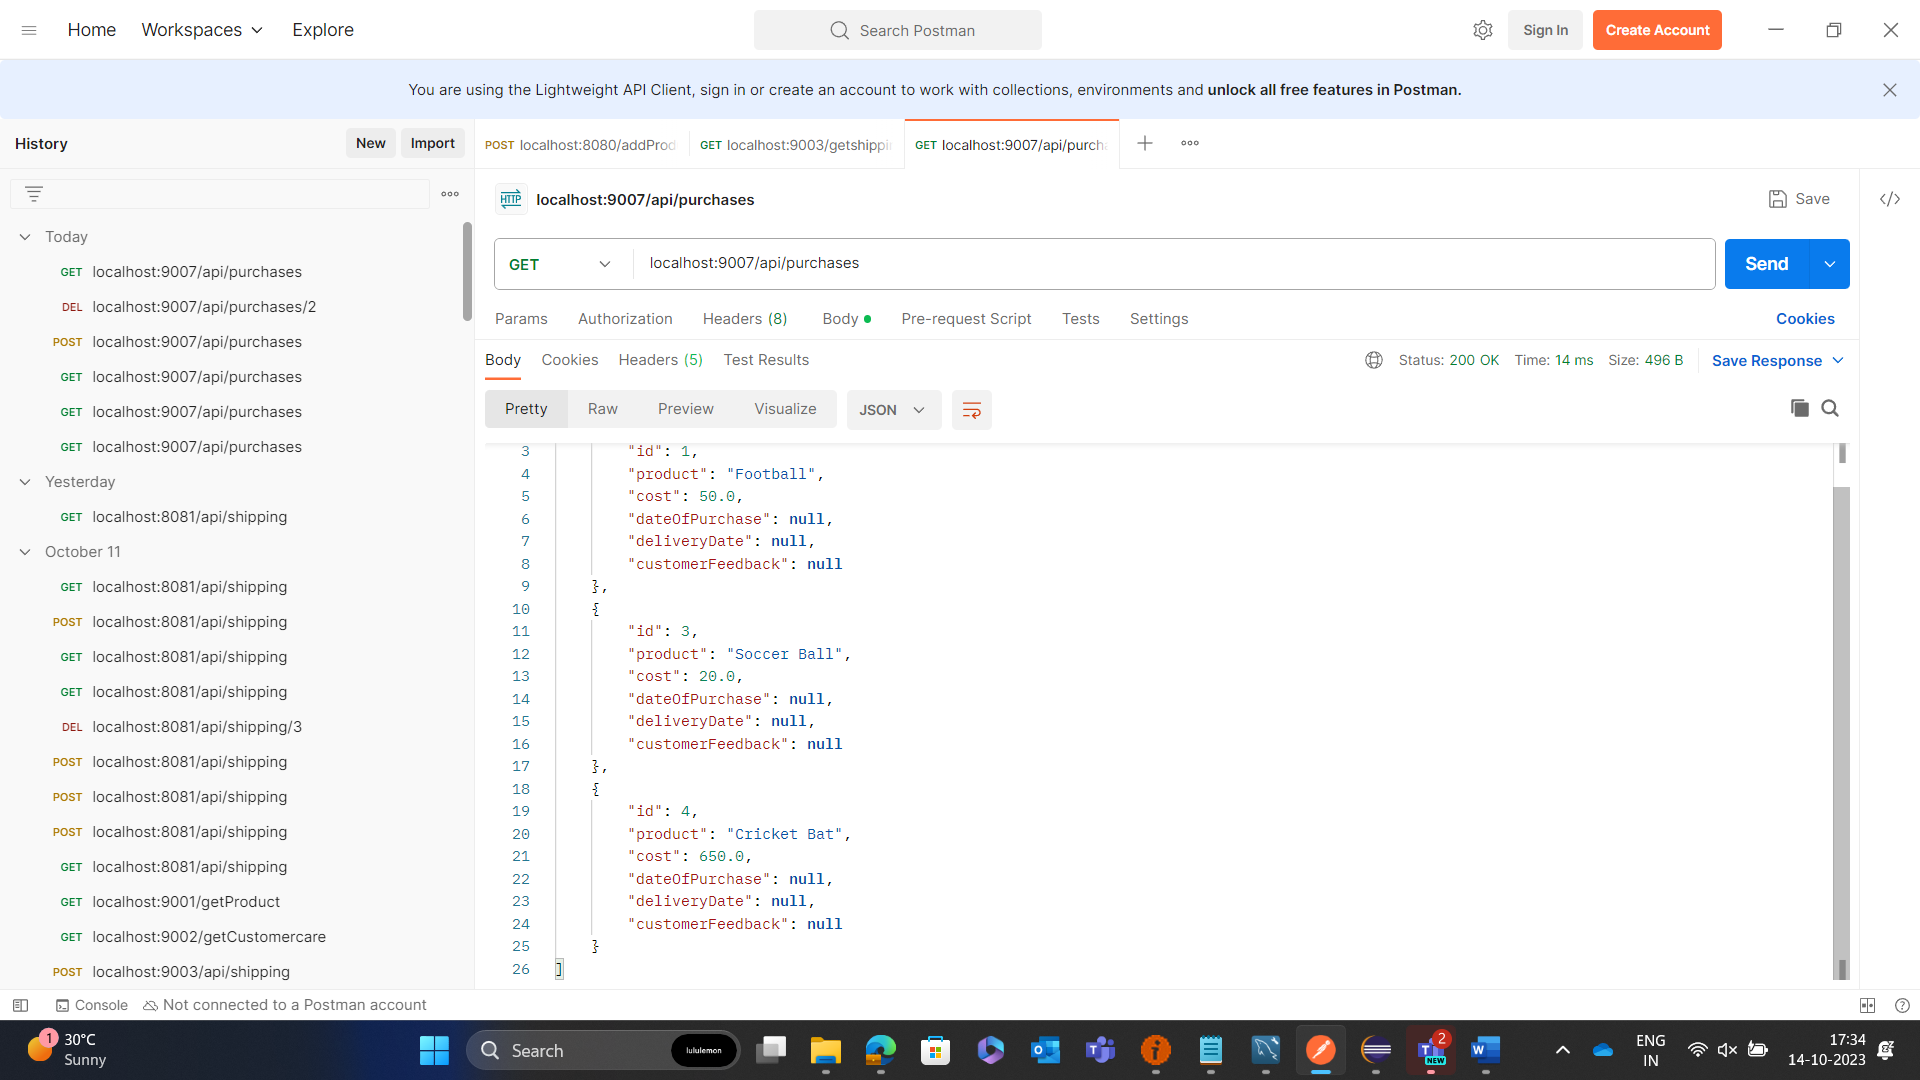 Home
Workspaces
Explore
Search Postman
Sign In
Create Account
You are using the Lightweight API Client, sign in or create an account to work with collections, environments and unlock all free features in Postman.
History
New
Import
Today
GET localhost:9007/api/purchases
DEL localhost:9007/api/purchases/2
POST localhost:9007/api/purchases
GET localhost:9007/api/purchases
GET localhost:9007/api/purchases
GET localhost:9007/api/purchases
Yesterday
GET localhost:8081/api/shipping
October 11
GET localhost:8081/api/shipping
POST localhost:8081/api/shipping
GET localhost:8081/api/shipping
GET localhost:8081/api/shipping
DEL localhost:8081/api/shipping/3
POST localhost:8081/api/shipping
POST localhost:8081/api/shipping
POST localhost:8081/api/shipping
GET localhost:8081/api/shipping
GET localhost:9001/getProduct
GET localhost:9002/getCustomercare
POST localhost:9003/api/shipping
POST localhost:8080/addProd
GET localhost:9003/getshippi
GET localhost:9007/api/purch
HTTP localhost:9007/api/purchases
Save
GET
localhost:9007/api/purchases
Send
Params Authorization Headers (8) Body Pre-request Script Tests Settings
Cookies
Body Cookies Headers (5) Test Results
Status: 200 OK Time: 14 ms Size: 496 B
Save Response
Pretty Raw Preview Visualize
JSON
3 "id": 1,
4 "product": "Football",
5 "cost": 50.0,
6 "dateOfPurchase": null,
7 "deliveryDate": null,
8 "customerFeedback": null
9 },
10 {
11 "id": 3,
12 "product": "Soccer Ball",
13 "cost": 20.0,
14 "dateOfPurchase": null,
15 "deliveryDate": null,
16 "customerFeedback": null
17 },
18 {
19 "id": 4,
20 "product": "Cricket Bat",
21 "cost": 650.0,
22 "dateOfPurchase": null,
23 "deliveryDate": null,
24 "customerFeedback": null
25 }
26 ]
Console
Not connected to a Postman account
1
30°C
Sunny
Search
lululemon
2
NEW
ENG
IN
17:34
14-10-2023